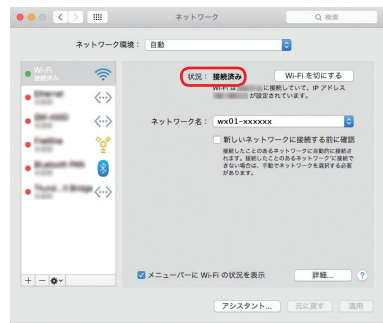 ネットワーク
検索
ネットワーク環境： 自動
Wi-Fi
接続済み
状況： 接続済み
Wi-Fi を切にする
Wi-Fi は
に接続していて、IP アドレス
が設定されています。
ネットワーク名： wx01-xxxxxx
新しいネットワークに接続する前に確認
接続したことのあるネットワークに自動的に接続さ
れます。接続したことのあるネットワークに接続で
きない場合は、手動でネットワークを選択する必要
があります。
メニューバーに Wi-Fi の状況を表示
詳細...
?
アシスタント...
元に戻す
適用